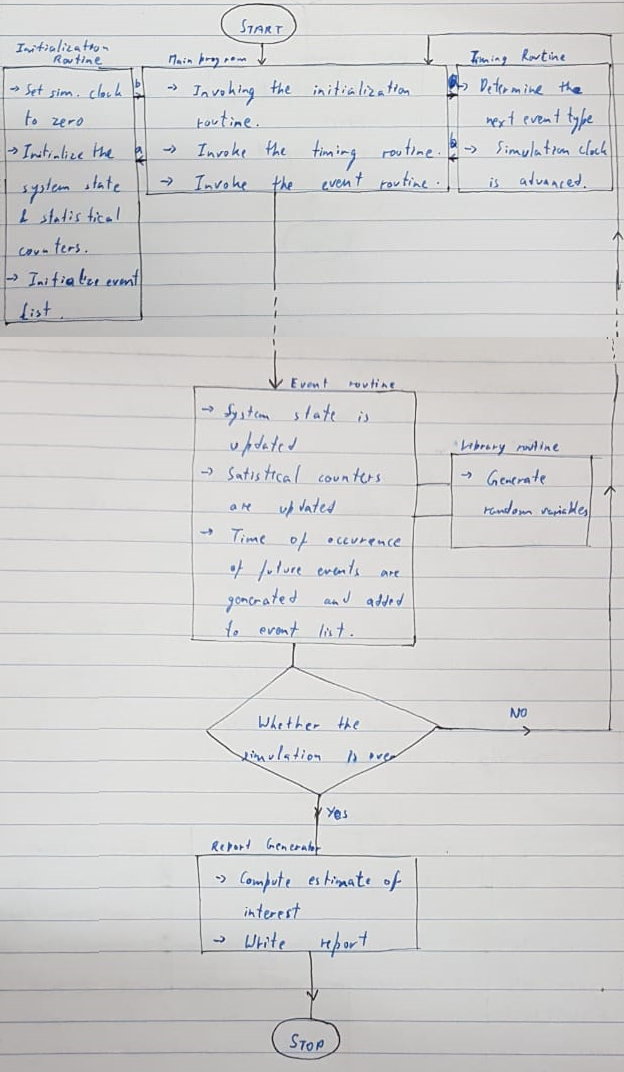 START
Initialization
Routine
→ Set sim. clock
to zero
→ Initialize the
system state
& statistical
counters.
→ Initialize event
list.
b
a
Main program
→ Invoking the initialization
routine.
→ Invoke the timing routine.
→ Invoke the event routine.
a
b
Timing Routine
→ Determine the
next event type
→ Simulation clock
is advanced.
Event routine
→ System state is
updated
→ Satistical counters
are updated
→ Time of occurence
of future events are
generated and added
to event list.
Library routine
→ Generate
random variables
Whether the
simulation is over
NO
Yes
Report Generator
→ Compute estimate of
interest
→ Write report
STOP